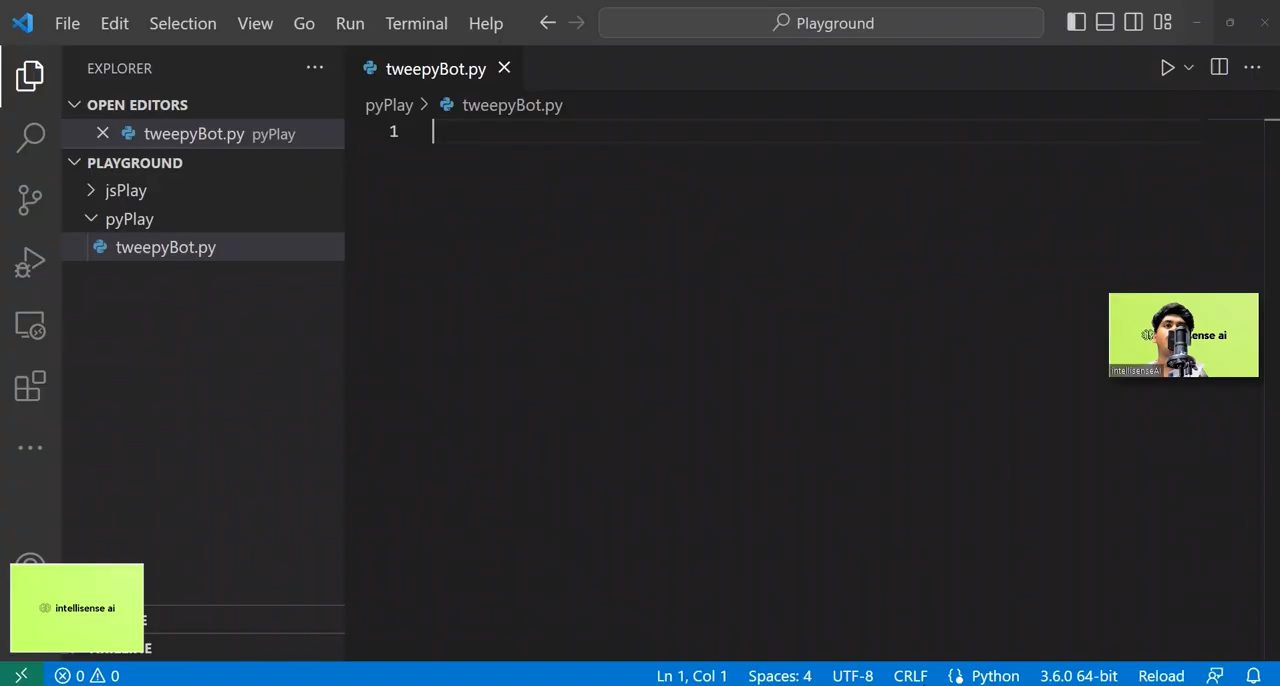 File Edit Selection View Go Run Terminal Help
Playground
EXPLORER
tweepyBot.py
OPEN EDITORS
pyPlay
tweepyBot.py
1
tweepyBot.py pyPlay
PLAYGROUND
jsPlay
pyPlay
tweepyBot.py
intellisenseAI
intellisense ai
0 0
Ln 1, Col 1 Spaces: 4 UTF-8 CRLF Python 3.6.0 64-bit Reload